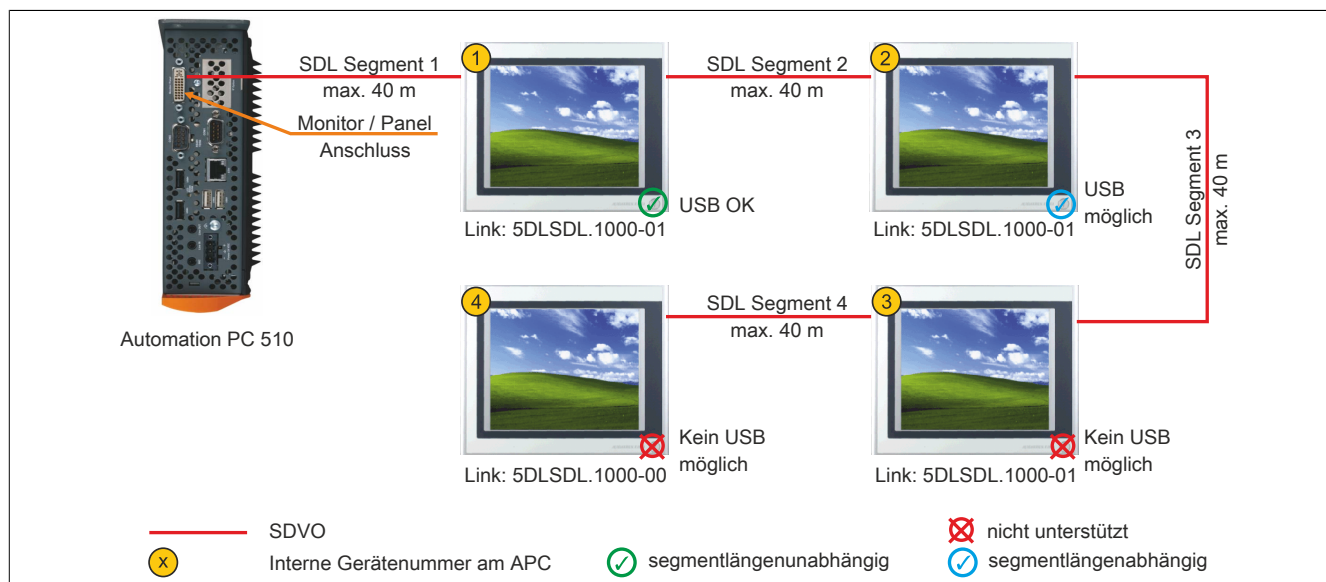 SDL Segment 1
max. 40 m
Monitor / Panel
Anschluss
Automation PC 510
1
USB OK
Link: 5DLSDL.1000-01
SDL Segment 2
max. 40 m
2
USB
möglich
Link: 5DLSDL.1000-01
SDL Segment 3
max. 40 m
4
Kein USB
möglich
Link: 5DLSDL.1000-00
SDL Segment 4
max. 40 m
3
Kein USB
möglich
Link: 5DLSDL.1000-01
SDVO
nicht unterstützt
x
Interne Gerätenummer am APC
segmentlängenunabhängig
segmentlängenabhängig